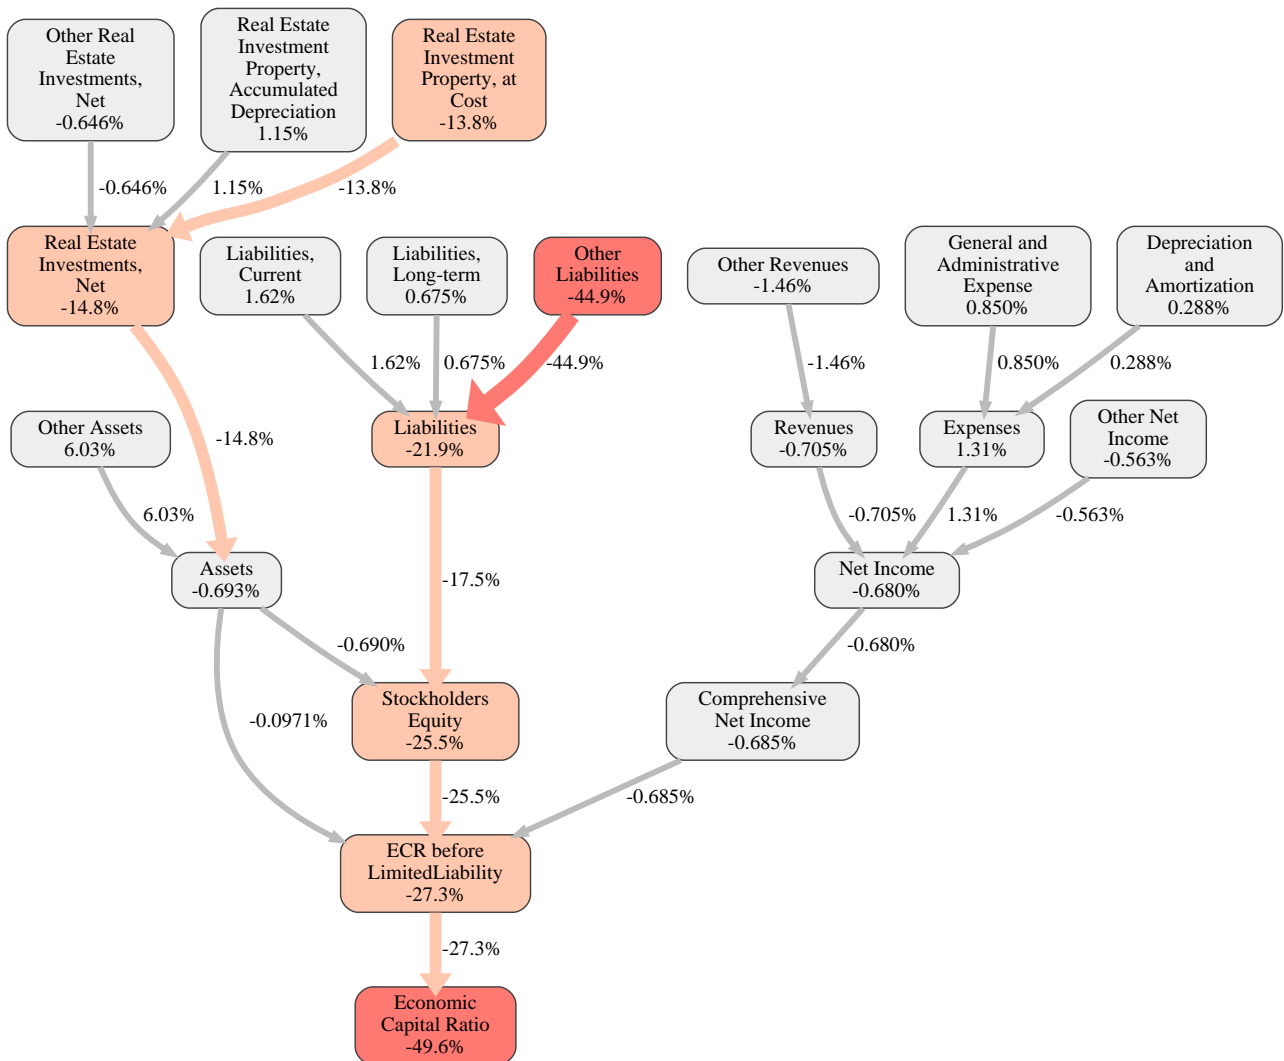 Other Real
Estate
Investments,
Net
-0.646%
Real Estate
Investment
Property,
Accumulated
Depreciation
1.15%
Real Estate
Investment
Property, at
Cost
-13.8%
-0.646%
1.15%
-13.8%
Real Estate
Investments,
Net
-14.8%
Liabilities,
Current
1.62%
Liabilities,
Long-term
0.675%
Other
Liabilities
-44.9%
Other Revenues
-1.46%
General and
Administrative
Expense
0.850%
Depreciation
and
Amortization
0.288%
1.62%
0.675%
-44.9%
-1.46%
0.850%
0.288%
Other Assets
6.03%
-14.8%
Liabilities
-21.9%
Revenues
-0.705%
Expenses
1.31%
Other Net
Income
-0.563%
6.03%
-0.705%
1.31%
-0.563%
Assets
-0.693%
-17.5%
Net Income
-0.680%
-0.690%
-0.680%
-0.0971%
Stockholders
Equity
-25.5%
Comprehensive
Net Income
-0.685%
-25.5%
-0.685%
ECR before
LimitedLiability
-27.3%
-27.3%
Economic
Capital Ratio
-49.6%